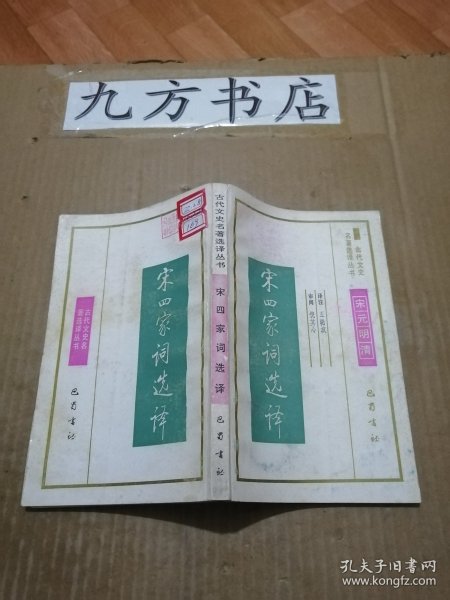 九方书店
古代文史名
著选译丛书
宋四家词选译
巴蜀书社
古代文史名著选译丛书
宋四家词选译
巴蜀书社
古代文史
名著选译丛书
宋元明清
译注
审阅
宋四家词选译
巴蜀书社
孔夫子旧书网
www.kongfz.com